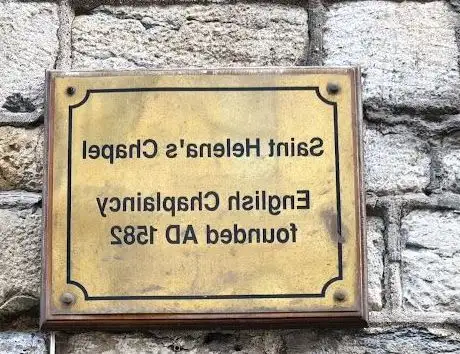 Saint Helena's Chapel
English Chaplaincy
founded AD 1582